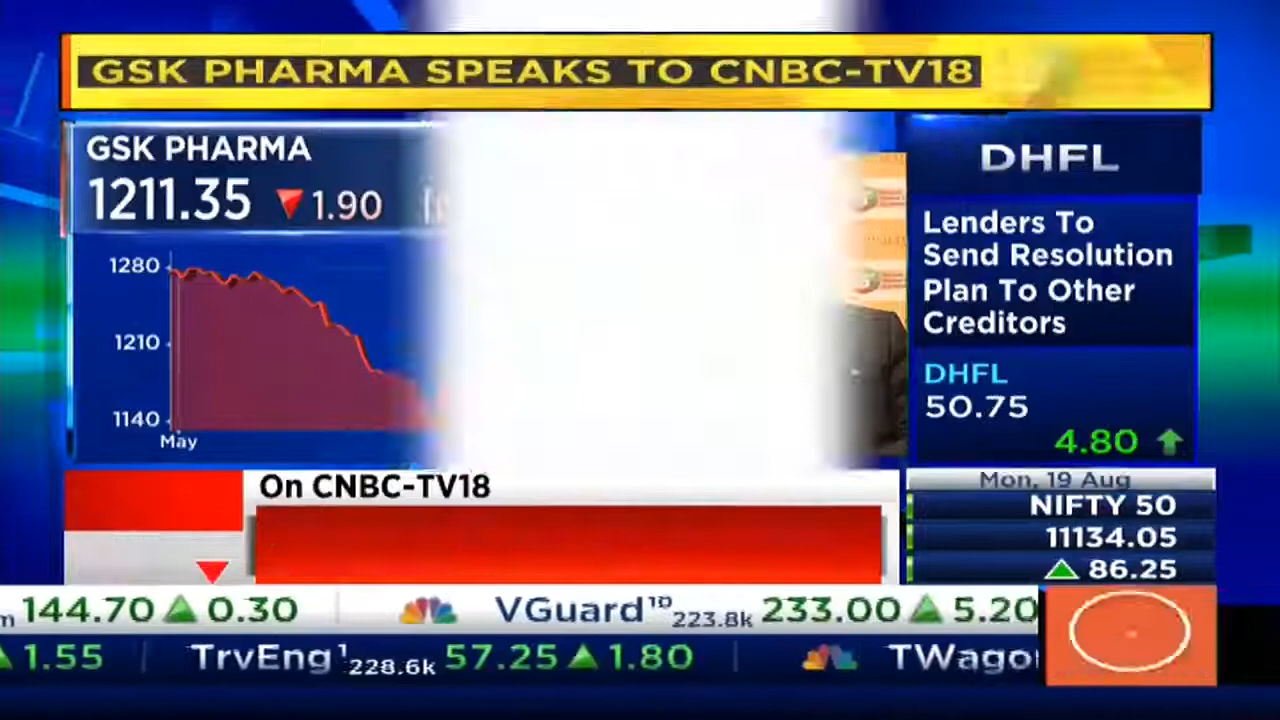 GSK PHARMA SPEAKS TO CNBC-TV18
GSK PHARMA
1211.35 ▼1.90
1280
1210
1140
May
DHFL
Lenders To
Send Resolution
Plan To Other
Creditors
DHFL
50.75
4.80
On CNBC-TV18
Mon, 19 Aug
NIFTY 50
11134.05
▲ 86.25
144.70 ▲ 0.30 VGuard 223.8k 233.00 ▲ 5.20
▲ 1.55 TrvEng 228.6k 57.25 ▲ 1.80